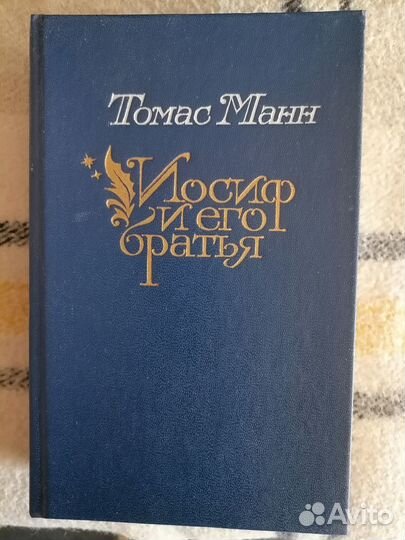 Томас Манн
Иосиф
и его
братья
Avito